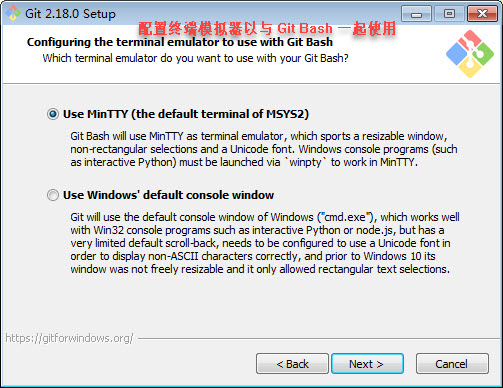 Git 2.18.0 Setup
配置终端模拟器以与 Git Bash 一起使用
Configuring the terminal emulator to use with Git Bash
Which terminal emulator do you want to use with your Git Bash?
Use MinTTY (the default terminal of MSYS2)
Git Bash will use MinTTY as terminal emulator, which sports a resizable window,
non-rectangular selections and a Unicode font. Windows console programs (such
as interactive Python) must be launched via `winpty` to work in MinTTY.
Use Windows' default console window
Git will use the default console window of Windows ("cmd.exe"), which works well
with Win32 console programs such as interactive Python or node.js, but has a
very limited default scroll-back, needs to be configured to use a Unicode font in
order to display non-ASCII characters correctly, and prior to Windows 10 its
window was not freely resizable and it only allowed rectangular text selections.
https://gitforwindows.org/
< Back
Next >
Cancel